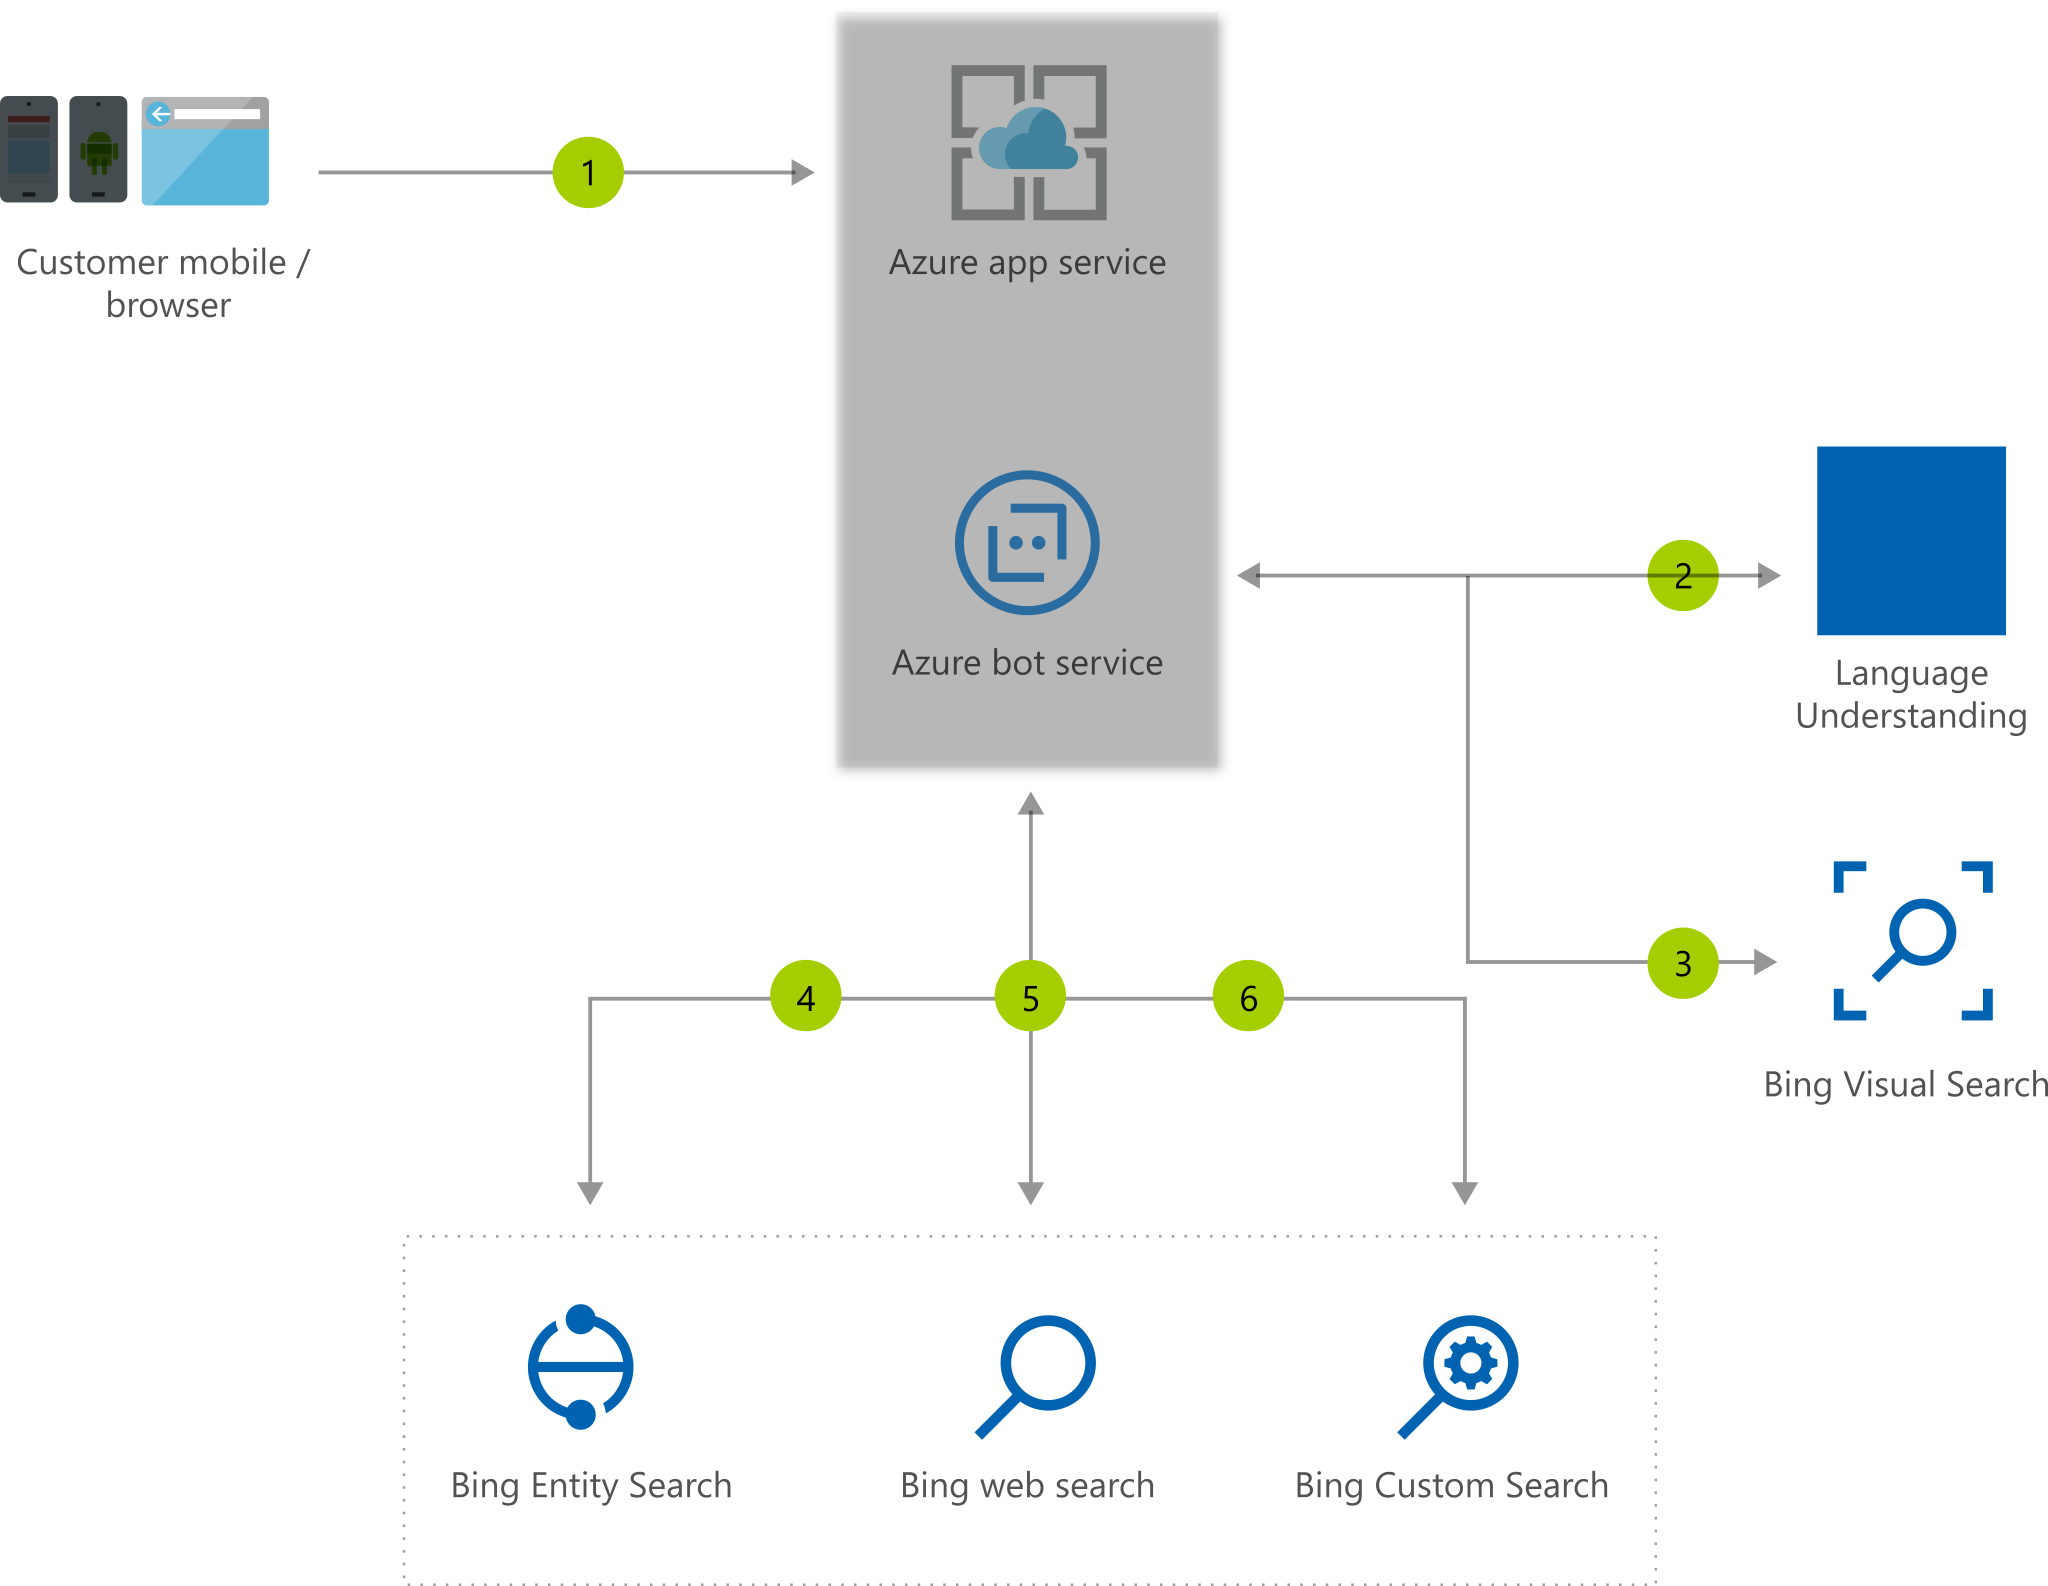 1
Customer mobile /
browser
Azure app service
Azure bot service
2
Language
Understanding
3
Bing Visual Search
4
5
6
Bing Entity Search
Bing web search
Bing Custom Search